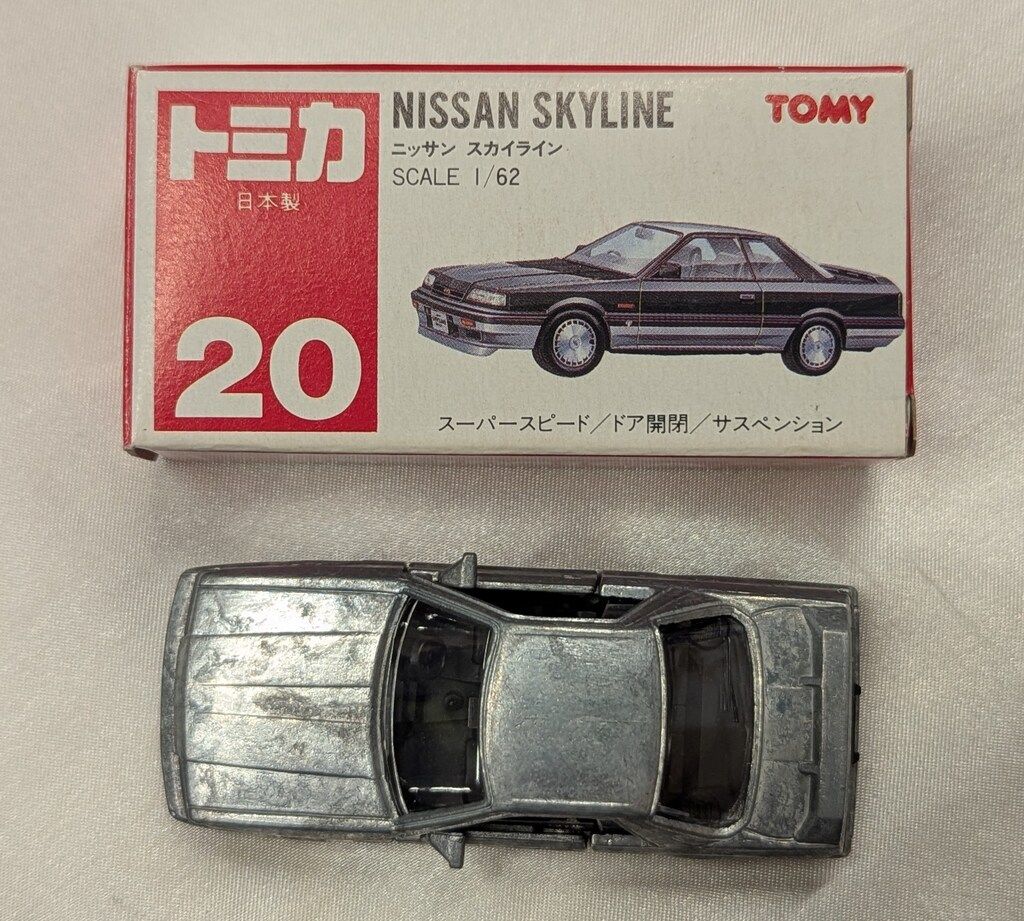 トミカ
日本製
20
NISSAN SKYLINE
ニッサン スカイライン
SCALE 1/62
TOMY
スーパースピード/ドア開閉/サスペンション